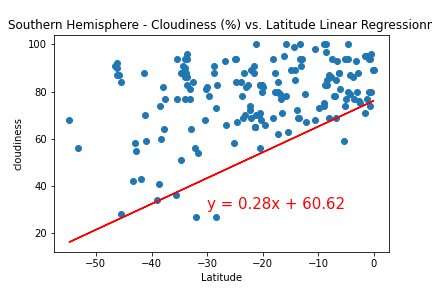 Southern Hemisphere - Cloudiness (%) vs. Latitude Linear Regressionn
100
80
60
40
20
cloudiness
y = 0.28x + 60.62
−50
−40
−30
−20
−10
0
Latitude